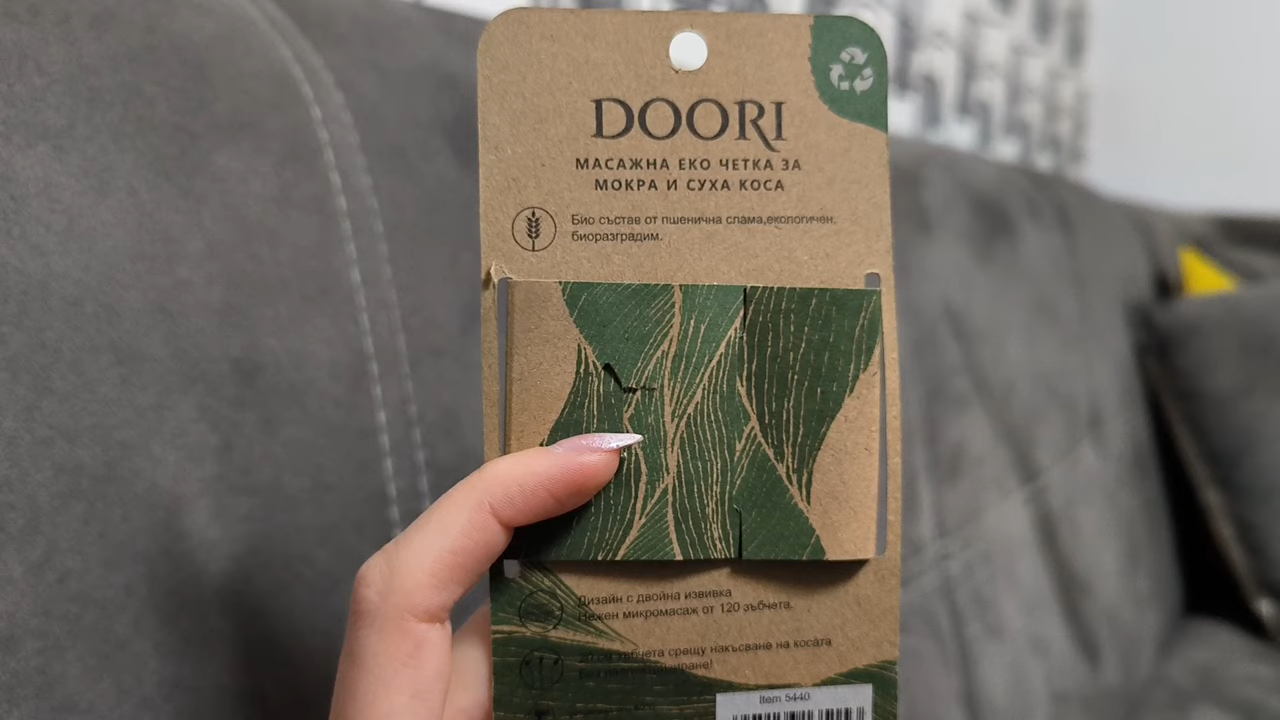 DOORI
МАСАЖНА ЕКО ЧЕТКА ЗА
МОКРА И СУХА КОСА
Био състав от пшенична слама,екологичен,
биоразградим.
Дизайн с двойна извивка
Нежен микромасаж от 120 зъбчета.
зъбчета срещу накъсване на косата
Item 5440